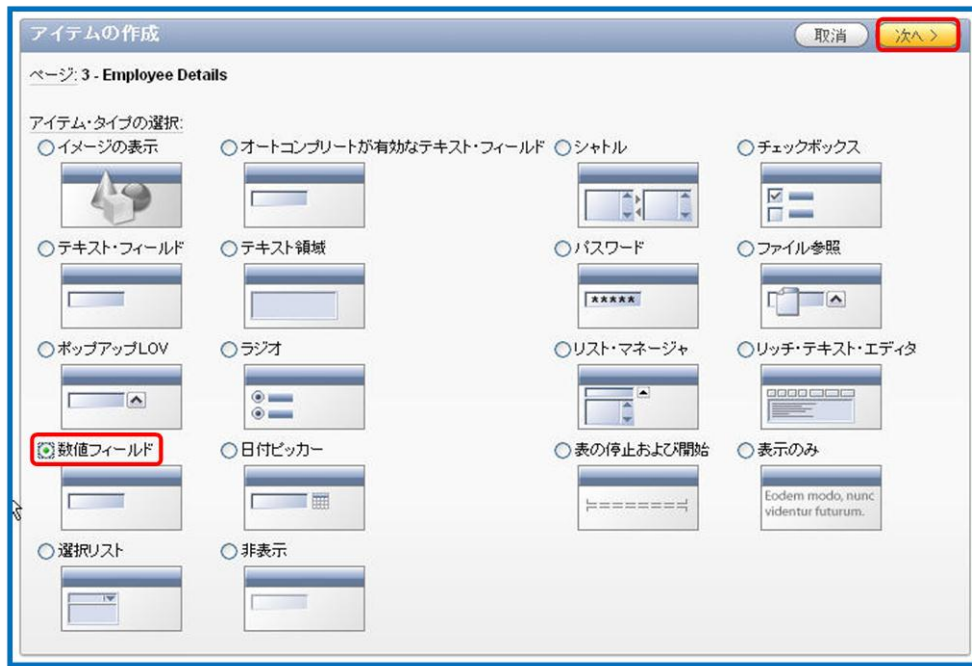 アイテムの作成
取消
次へ >
ページ: 3 - Employee Details
アイテム・タイプの選択:
イメージの表示
オートコンプリートが有効なテキスト・フィールド
シャトル
チェックボックス
テキスト・フィールド
テキスト領域
パスワード
ファイル参照
*****
ポップアップLOV
ラジオ
リスト・マネージャ
リッチ・テキスト・エディタ
数値フィールド
日付ピッカー
表の停止および開始
表示のみ
Eodem modo, nunc
videntur futurum.
選択リスト
非表示